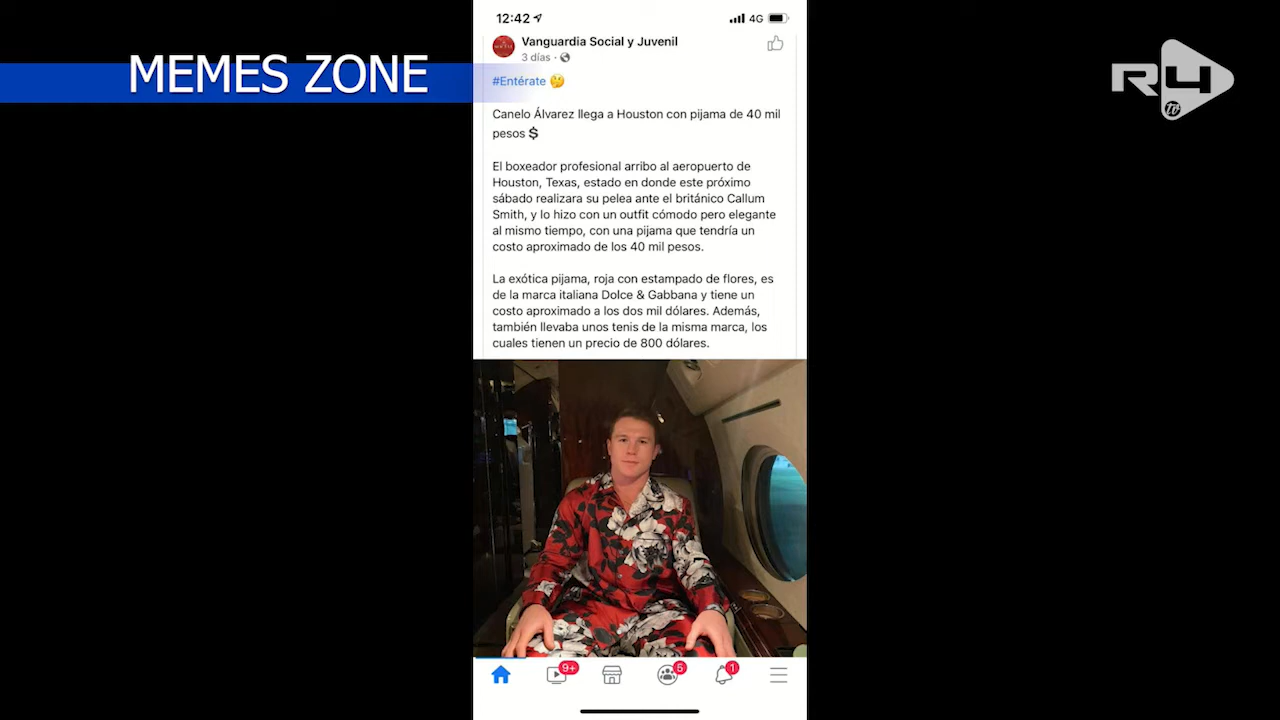 12:42
4G
MEMES ZONE
R4
tv
Vanguardia Social y Juvenil
3 días ·
#Entérate 🤔
Canelo Álvarez llega a Houston con pijama de 40 mil
pesos $
El boxeador profesional arribo al aeropuerto de
Houston, Texas, estado en donde este próximo
sábado realizara su pelea ante el británico Callum
Smith, y lo hizo con un outfit cómodo pero elegante
al mismo tiempo, con una pijama que tendría un
costo aproximado de los 40 mil pesos.
La exótica pijama, roja con estampado de flores, es
de la marca italiana Dolce & Gabbana y tiene un
costo aproximado a los dos mil dólares. Además,
también llevaba unos tenis de la misma marca, los
cuales tienen un precio de 800 dólares.
9+
5
1